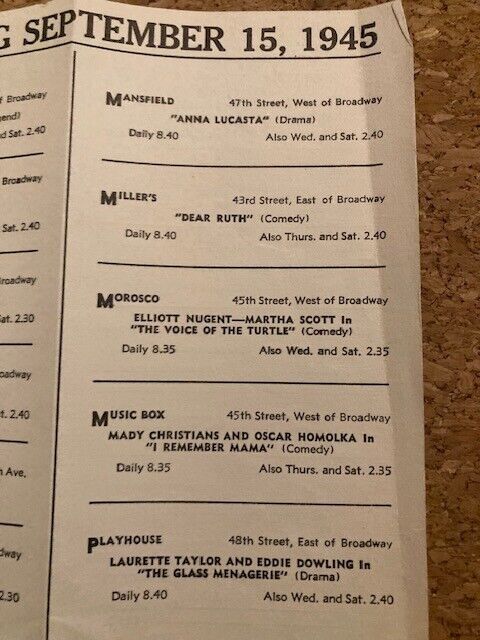 G SEPTEMBER 15, 1945
f Broadway
end)
d Sat. 2.40
Broadway
Sat. 2.40
roadway
at. 2.30
oadway
t. 2.40
h Ave.
dway
2.30
MANSFIELD 47th Street, West of Broadway
"ANNA LUCASTA" (Drama)
Daily 8.40 Also Wed. and Sat. 2.40
MILLER'S 43rd Street, East of Broadway
"DEAR RUTH" (Comedy)
Daily 8.40 Also Thurs. and Sat. 2.40
MOROSCO 45th Street, West of Broadway
ELLIOTT NUGENT—MARTHA SCOTT In
"THE VOICE OF THE TURTLE" (Comedy)
Daily 8.35 Also Wed. and Sat. 2.35
MUSIC BOX 45th Street, West of Broadway
MADY CHRISTIANS AND OSCAR HOMOLKA In
"I REMEMBER MAMA" (Comedy)
Daily 8.35 Also Thurs. and Sat. 2.35
PLAYHOUSE 48th Street, East of Broadway
LAURETTE TAYLOR AND EDDIE DOWLING In
"THE GLASS MENAGERIE" (Drama)
Daily 8.40 Also Wed. and Sat. 2.40